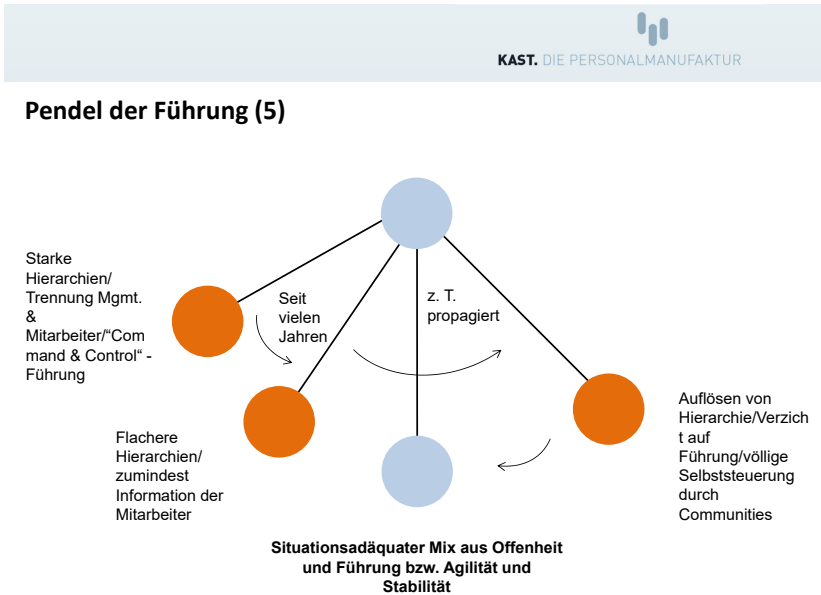 KAST. DIE PERSONALMANUFAKTUR
Pendel der Führung (5)
Starke
Hierarchien/
Trennung Mgmt.
&
Mitarbeiter/“Com
mand & Control“ -
Führung
Seit
vielen
Jahren
z. T.
propagiert
Flachere
Hierarchien/
zumindest
Information der
Mitarbeiter
Auflösen von
Hierarchie/Verzich
t auf
Führung/völlige
Selbststeuerung
durch
Communities
Situationsadäquater Mix aus Offenheit
und Führung bzw. Agilität und
Stabilität